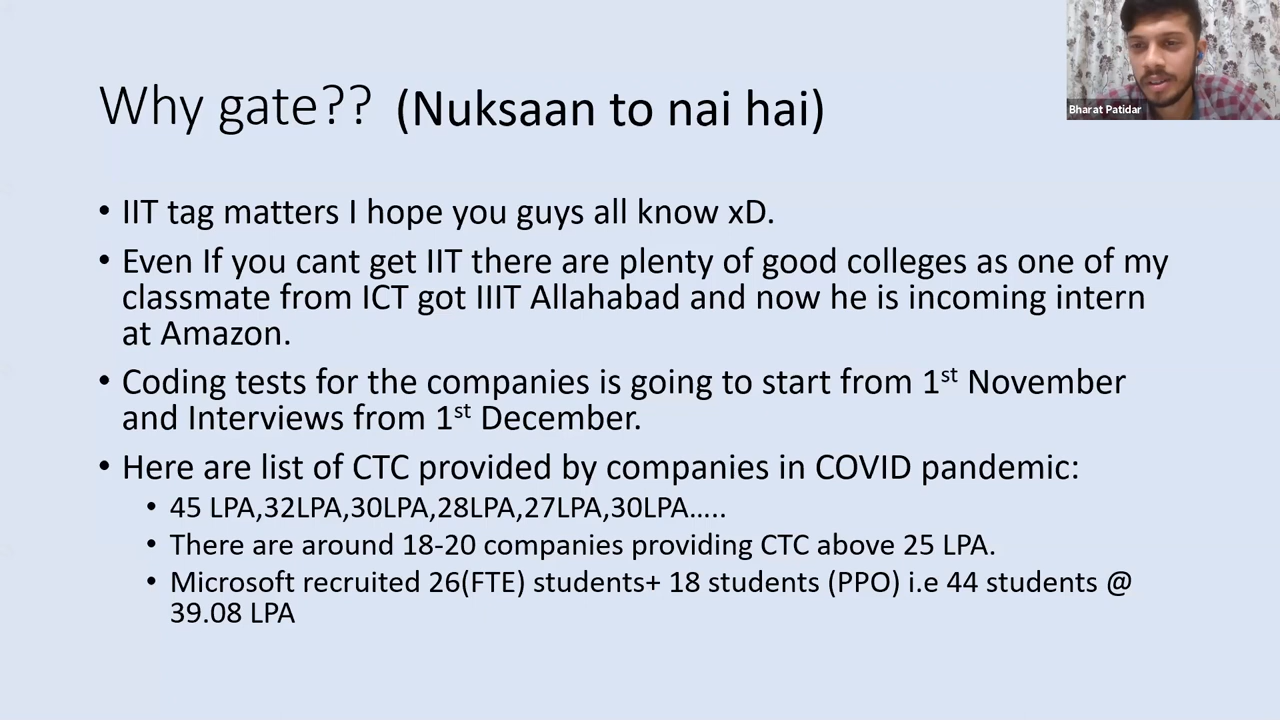 Bharat Patidar
Why gate?? (Nuksaan to nai hai)
• IIT tag matters I hope you guys all know xD.
• Even If you cant get IIT there are plenty of good colleges as one of my
classmate from ICT got IIIT Allahabad and now he is incoming intern
at Amazon.
• Coding tests for the companies is going to start from 1st November
and Interviews from 1st December.
• Here are list of CTC provided by companies in COVID pandemic:
• 45 LPA,32LPA,30LPA,28LPA,27LPA,30LPA…..
• There are around 18-20 companies providing CTC above 25 LPA.
• Microsoft recruited 26(FTE) students+ 18 students (PPO) i.e 44 students @
39.08 LPA